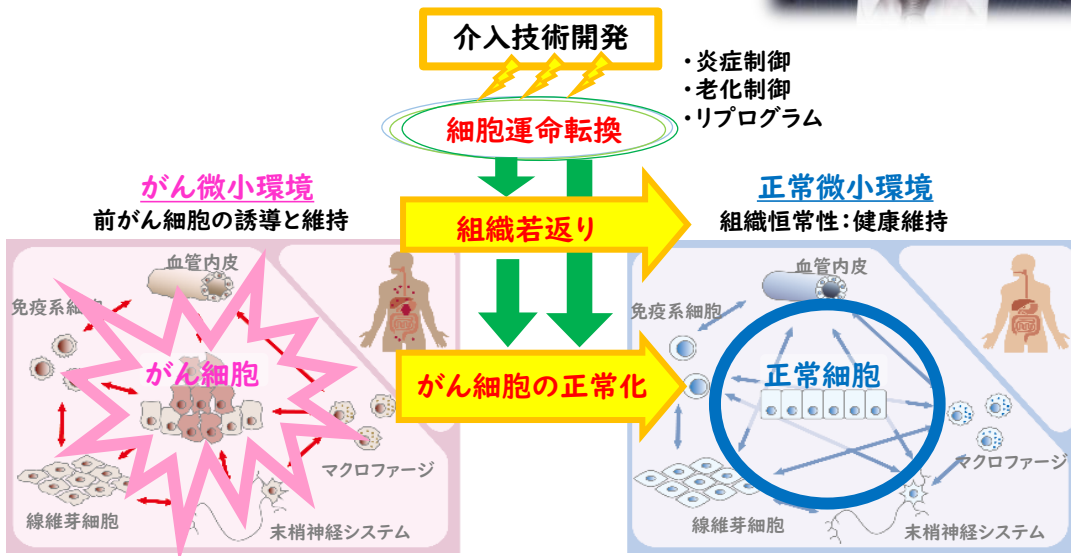 介入技術開発
・炎症制御
・老化制御
・リプログラム
細胞運命転換
がん微小環境
前がん細胞の誘導と維持
組織若返り
正常微小環境
組織恒常性：健康維持
血管内皮
免疫系細胞
がん細胞
マクロファージ
線維芽細胞
末梢神経システム
がん細胞の正常化
血管内皮
免疫系細胞
正常細胞
マクロファージ
線維芽細胞
末梢神経システム